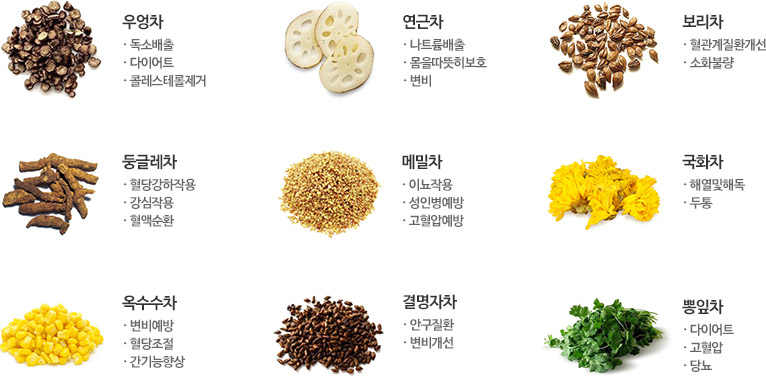 우엉차
· 독소배출
· 다이어트
· 콜레스테롤제거
연근차
· 나트륨배출
· 몸을따뜻히보호
· 변비
보리차
· 혈관계질환개선
· 소화불량
둥글레차
· 혈당강하작용
· 강심작용
· 혈액순환
메밀차
· 이뇨작용
· 성인병예방
· 고혈압예방
국화차
· 해열및해독
· 두통
옥수수차
· 변비예방
· 혈당조절
· 간기능향상
결명자차
· 안구질환
· 변비개선
뽕잎차
· 다이어트
· 고혈압
· 당뇨